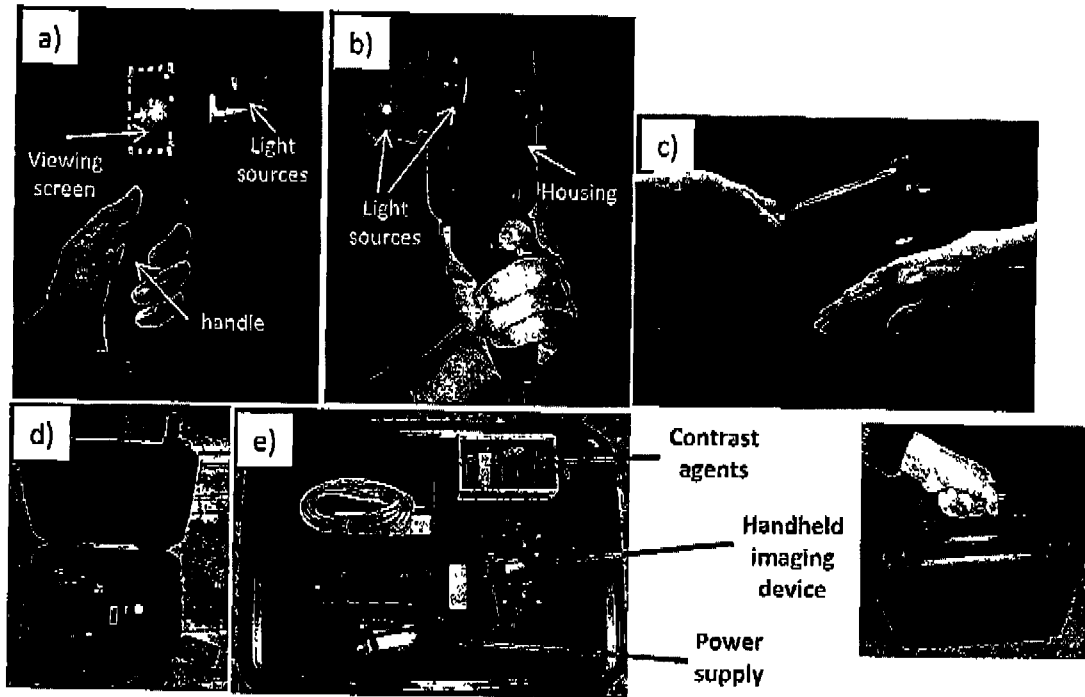 a)
Viewing
screen
Light
sources
handle
b)
Light
sources
Housing
c)
d)
e)
Contrast
agents
Handheld
imaging
device
Power
supply